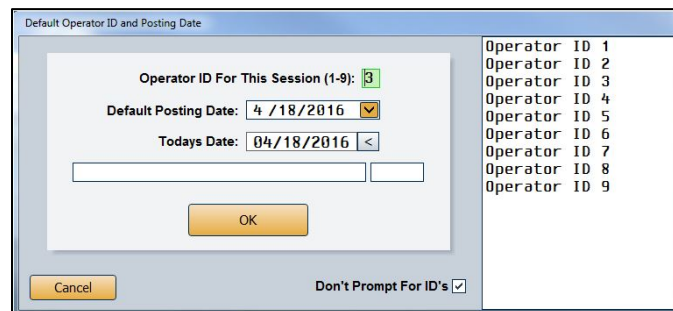 Default Operator ID and Posting Date
Operator ID For This Session (1-9): 3
Default Posting Date: 4 /18/2016
Todays Date: 04/18/2016 <
OK
Cancel
Don't Prompt For ID's
Operator ID 1
Operator ID 2
Operator ID 3
Operator ID 4
Operator ID 5
Operator ID 6
Operator ID 7
Operator ID 8
Operator ID 9